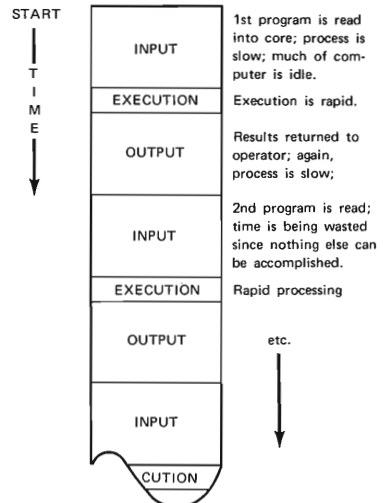 START
TIME
INPUT
1st program is read
into core; process is
slow; much of com-
puter is idle.
EXECUTION
Execution is rapid.
OUTPUT
Results returned to
operator; again,
process is slow;
INPUT
2nd program is read;
time is being wasted
since nothing else can
be accomplished.
EXECUTION
Rapid processing
OUTPUT
etc.
INPUT
CUTION